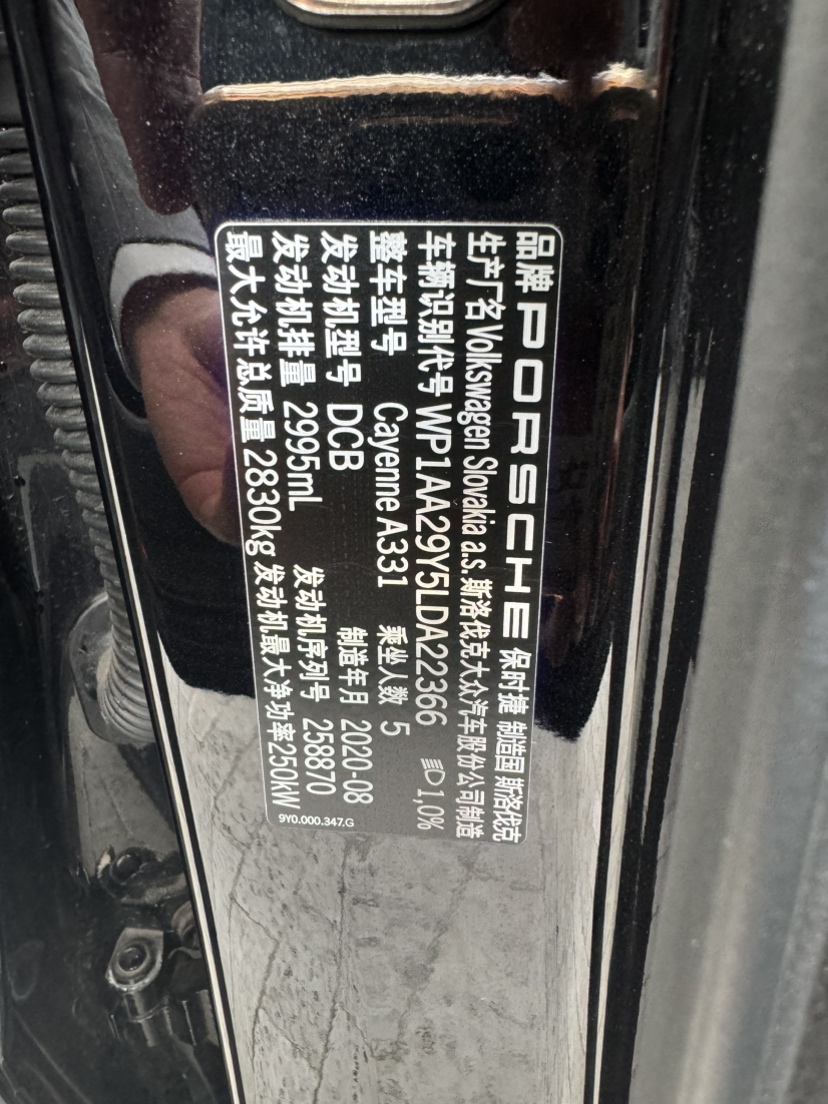 品牌 PORSCHE 保时捷 制造国 斯洛伐克
生产厂名 Volkswagen Slovakia a.s. 斯洛伐克大众汽车股份公司制造
车辆识别代号 WP1AA29Y5LDA22366 1,0%
整车型号 Cayenne A331 乘坐人数 5
发动机型号 DCB 制造年月 2020-08
发动机排量 2995mL 发动机序列号 258870
最大允许总质量 2830kg 发动机最大净功率250kW
9Y0.000.347.G